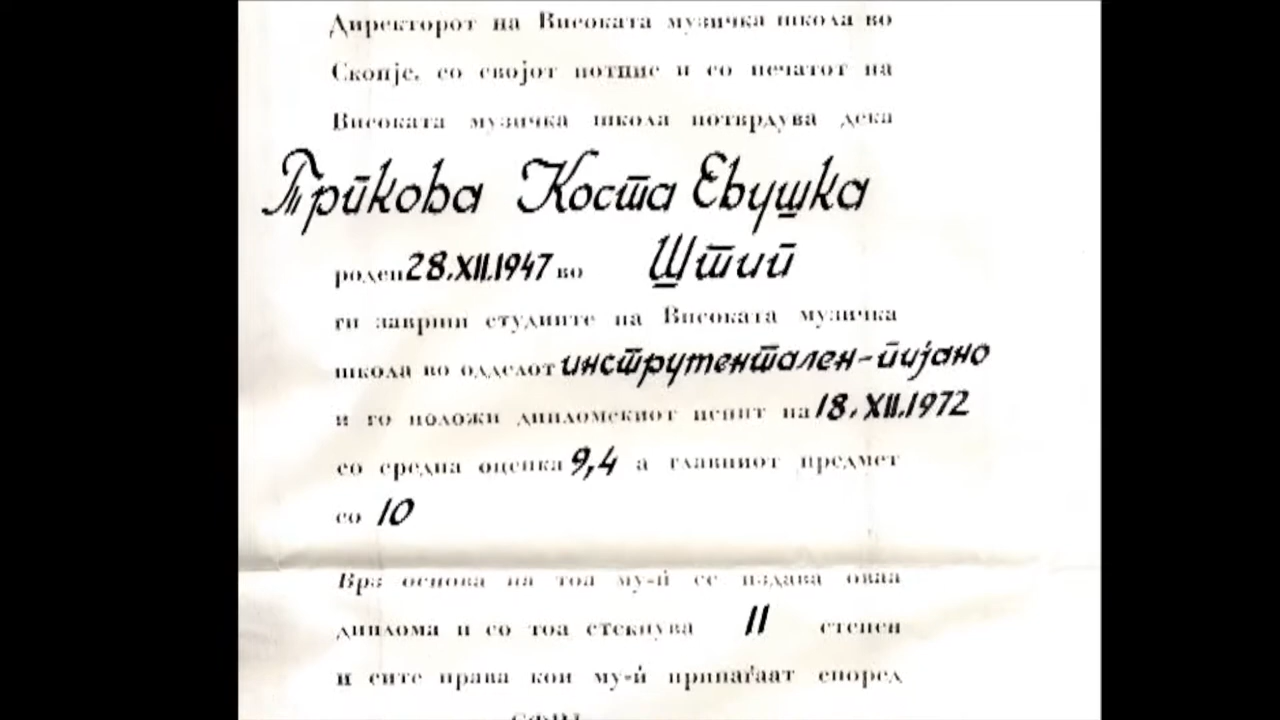 Директорот на Високата музичка школа во
Скопје, со својот потпис и со печатот на
Високата музичка школа потврдува дека
Трпкова Коста Евушка
роден 28.XII.1947 во Штип
ги заврши студиите на Високата музичка
школа во одделот инструментален-пијано
и го положи дипломскиот испит на 18.XII.1972
со средна оценка 9,4 а главниот предмет
со 10
Врз основа на тоа му-ѝ се издава оваа
диплома и со тоа стекнува II степен
и сите права кои му-ѝ припаѓаат според
СФРЈ